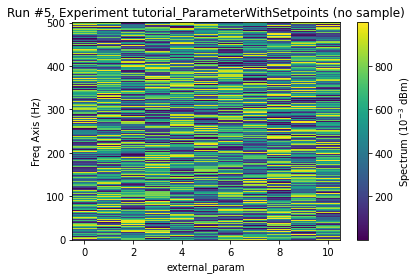 Run #5, Experiment tutorial_ParameterWithSetpoints (no sample)
500
400
300
200
100
0
Freq Axis (Hz)
0 2 4 6 8 10
external_param
800
600
400
200
Spectrum (10⁻³ dBm)